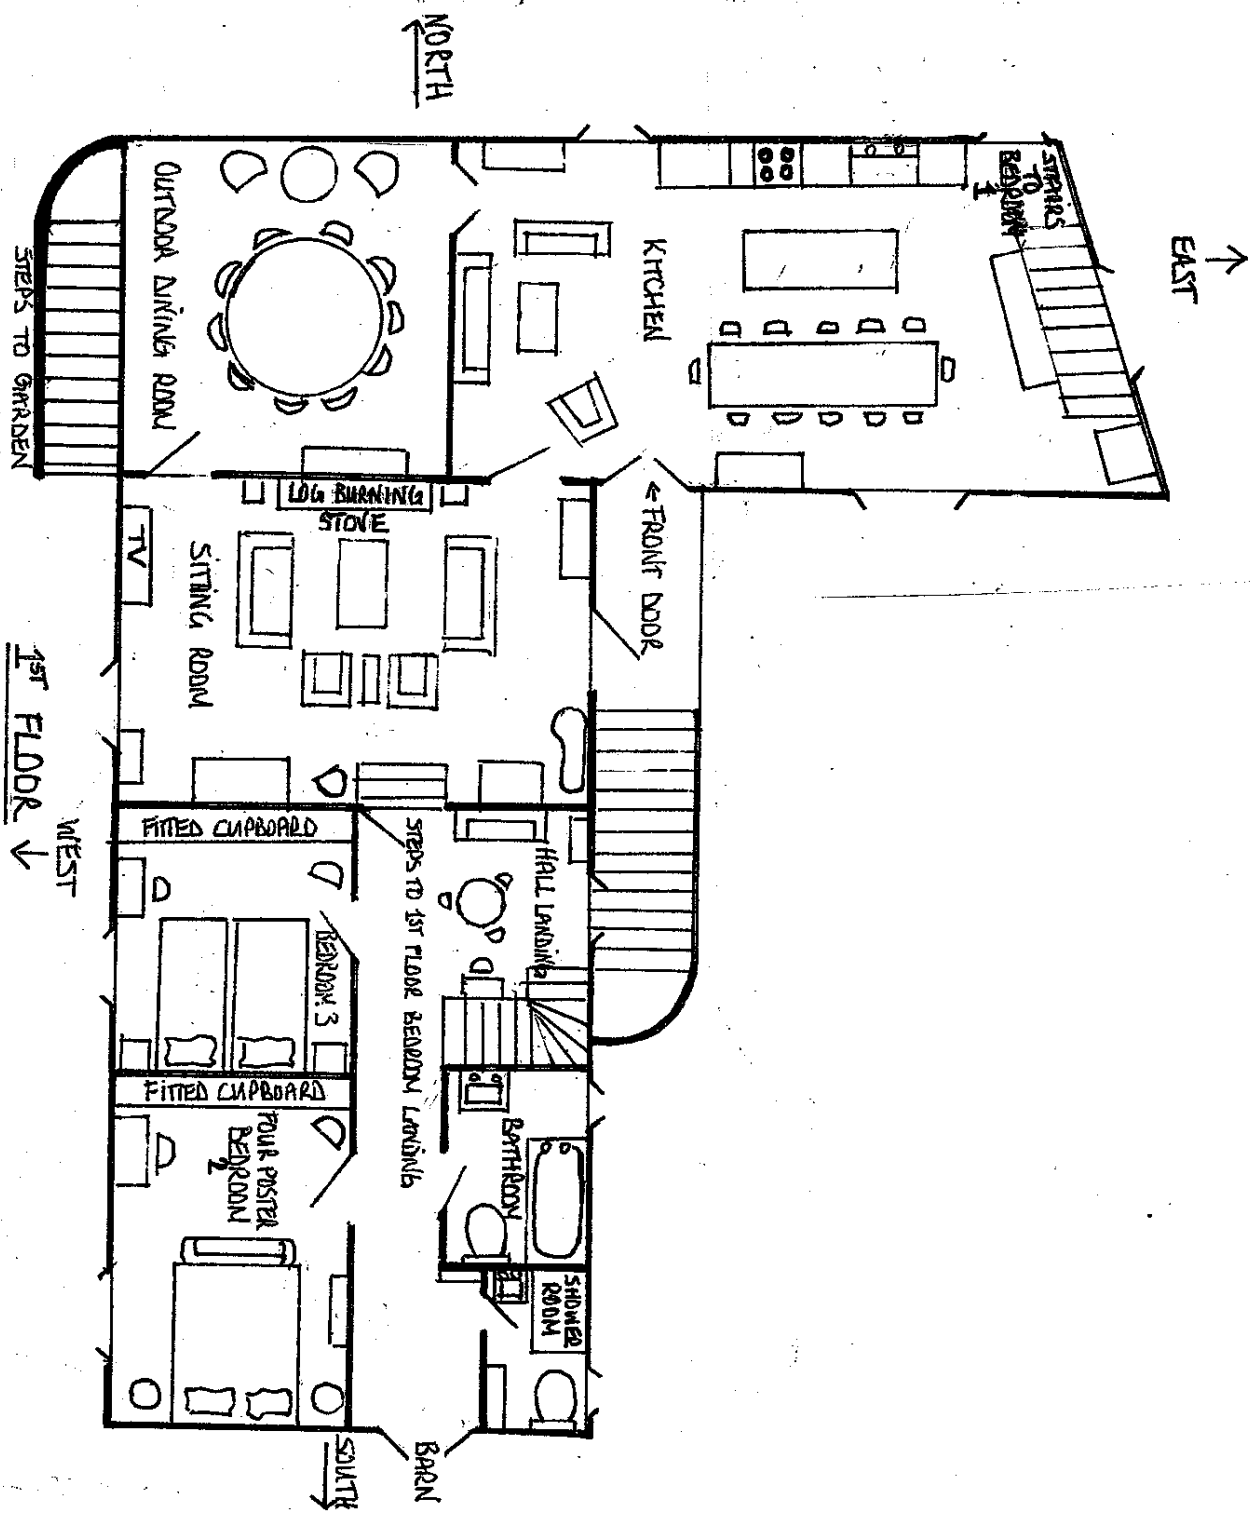 NORTH
EAST
STAIRS
TO
BEDROOM
1
KITCHEN
OUTDOOR DINING ROOM
STEPS TO GARDEN
LOG BURNING
STOVE
← FRONT DOOR
TV
SITTING ROOM
1ST FLOOR
WEST
FITTED CUPBOARD
HALL LANDING
STEPS TO 1ST FLOOR BEDROOM LANDING
BEDROOM 3
FITTED CUPBOARD
FOUR POSTER
BEDROOM
2
BATHROOM
SHOWER
ROOM
SOUTH
BARN